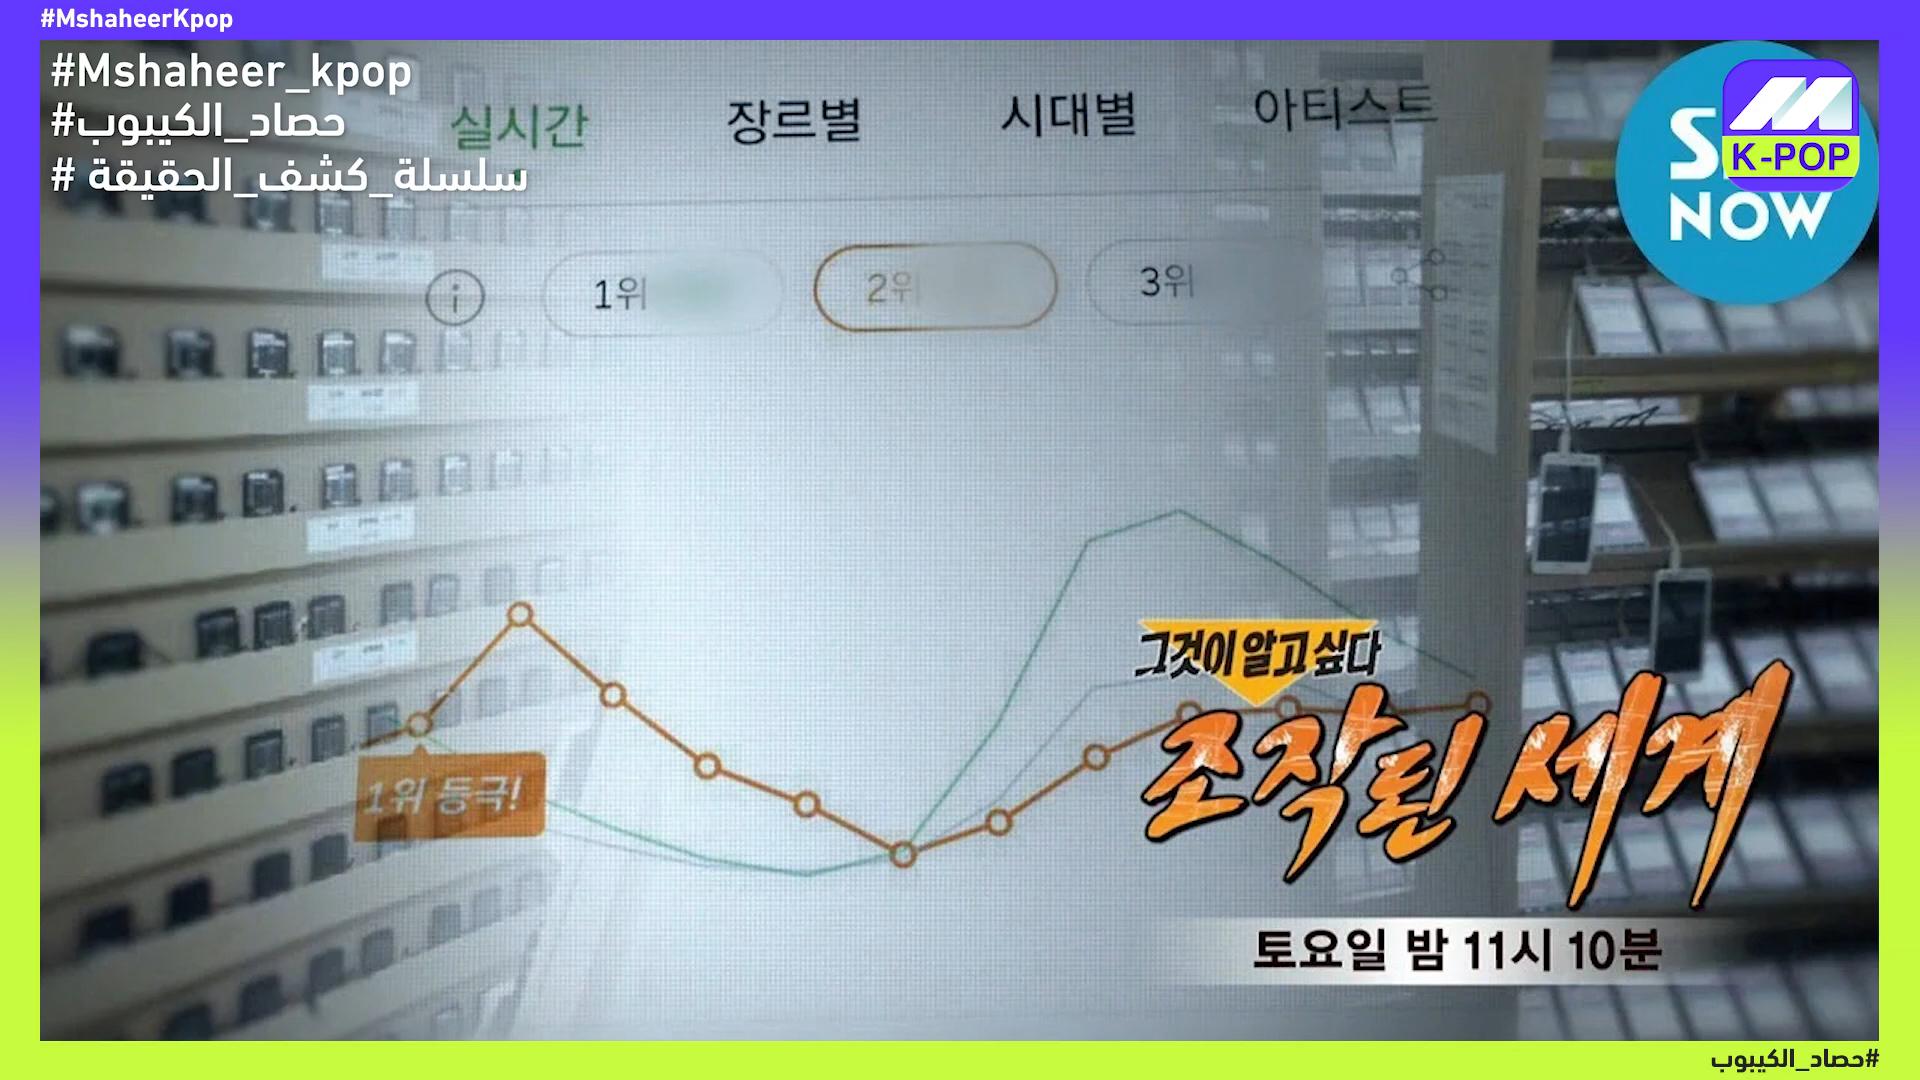 #MshaheerKpop
#Mshaheer_kpop
#حصاد_الكيبوب
# سلسلة_كشف_الحقيقة
실시간 장르별 시대별 아티스트
NOW
K-POP
1위 2위 3위
1위 등극!
그것이 알고 싶다
조작된 세계
토요일 밤 11시 10분
#حصاد_الكيبوب